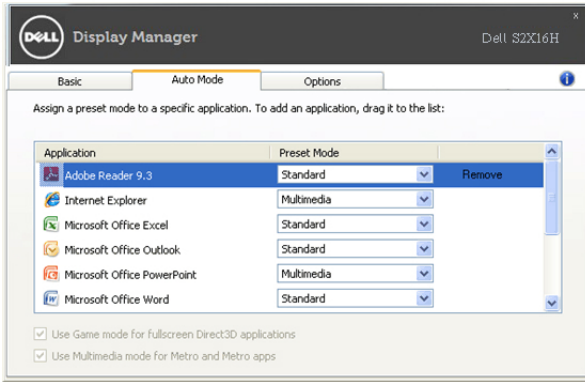 DELL Display Manager Dell S2X16H
x
Basic Auto Mode Options i
Assign a preset mode to a specific application. To add an application, drag it to the list:
Application Preset Mode
Adobe Reader 9.3 Standard Remove
Internet Explorer Multimedia
Microsoft Office Excel Standard
Microsoft Office Outlook Standard
Microsoft Office PowerPoint Multimedia
Microsoft Office Word Standard
Use Game mode for fullscreen Direct3D applications
Use Multimedia mode for Metro and Metro apps